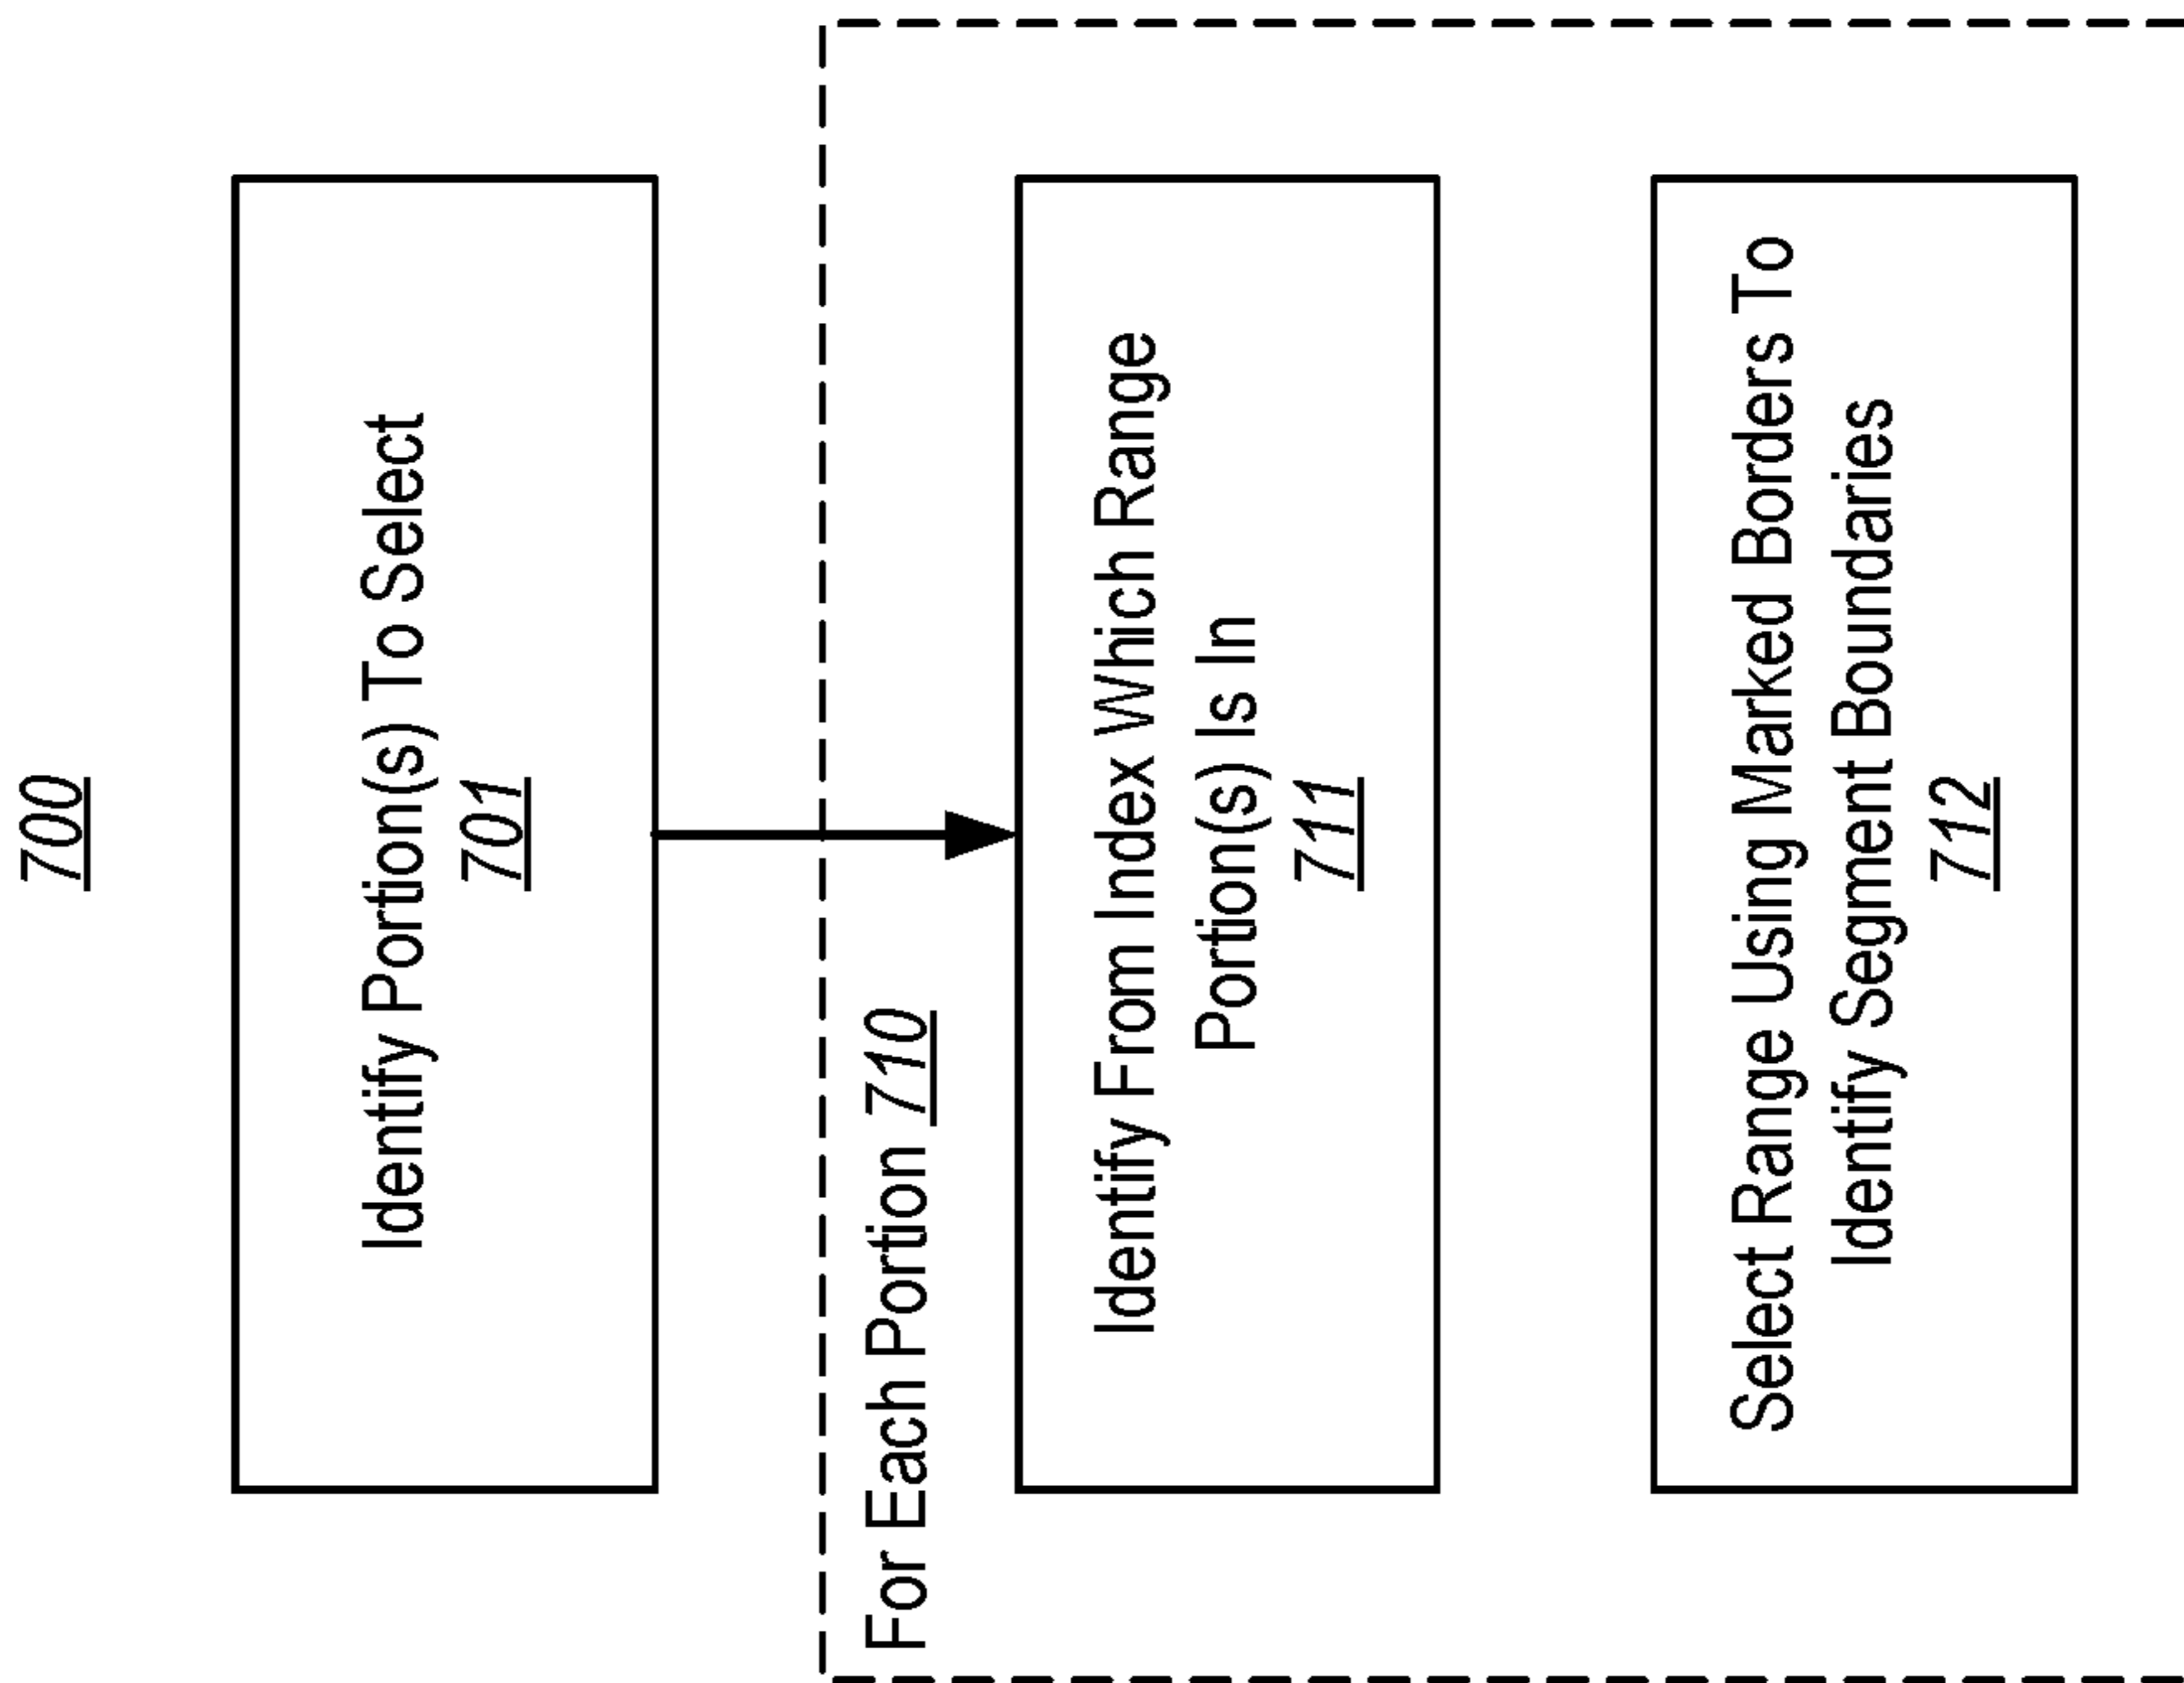 700
Identify Portion(s) To Select
701
For Each Portion 710
Identify From Index Which Range
Portion(s) Is In
711
Select Range Using Marked Borders To
Identify Segment Boundaries
712